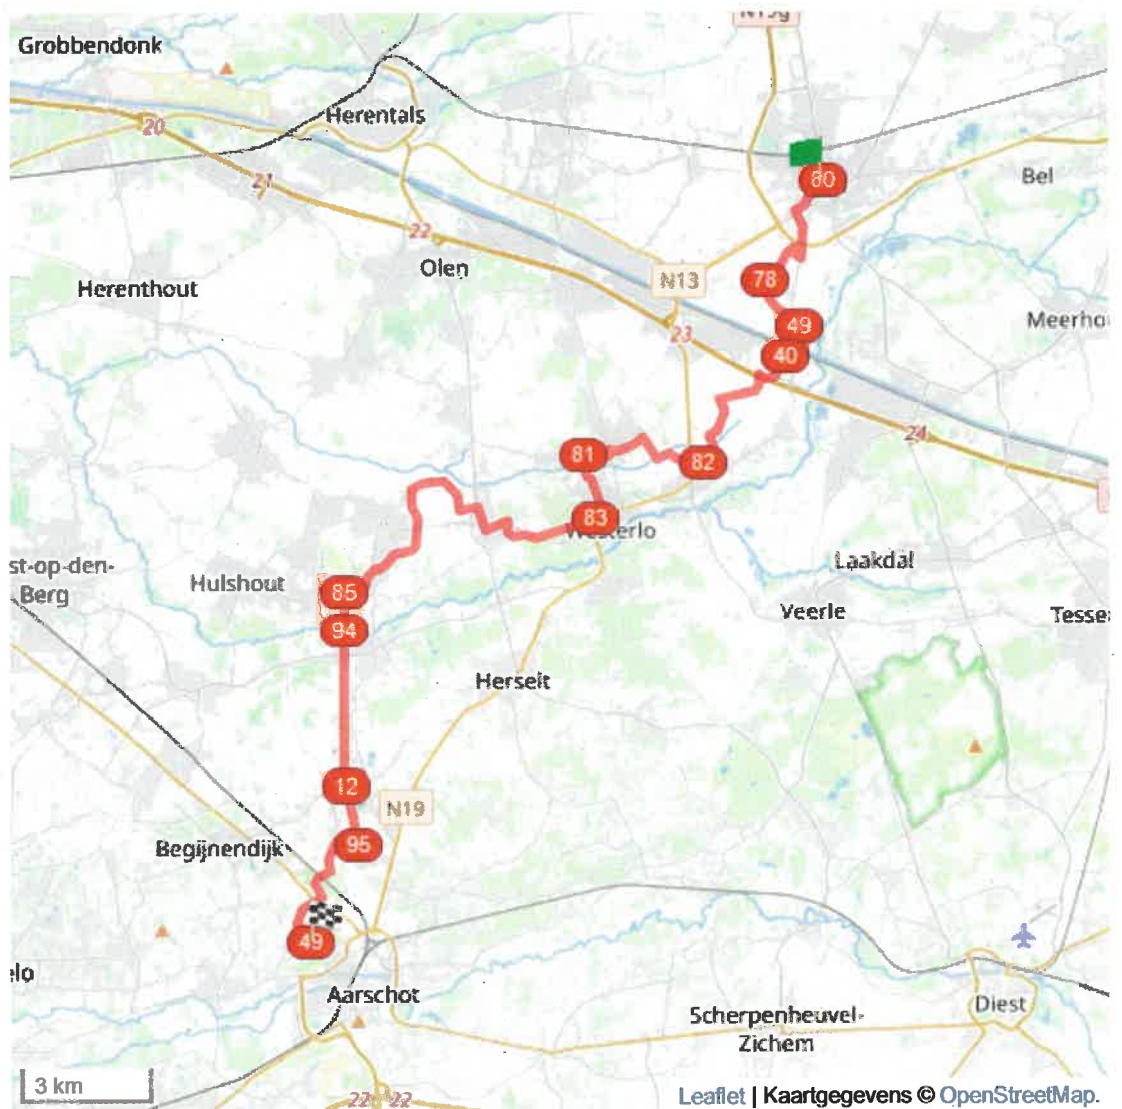 N19g
Grobbendonk
Herentals
20
80
Bel
21
22
Olen
N13
78
Herenthout
49
Meerho
23
40
24
81
82
83
Westerlo
st-op-den-
Berg
Hulshout
85
Laakdal
Veerle
Tesse
94
Herselt
12
N19
Begijnendijk
95
49
elo
Aarschot
Diest
Scherpenheuvel-
Zichem
3 km
22
22
Leaflet | Kaartgegevens © OpenStreetMap.